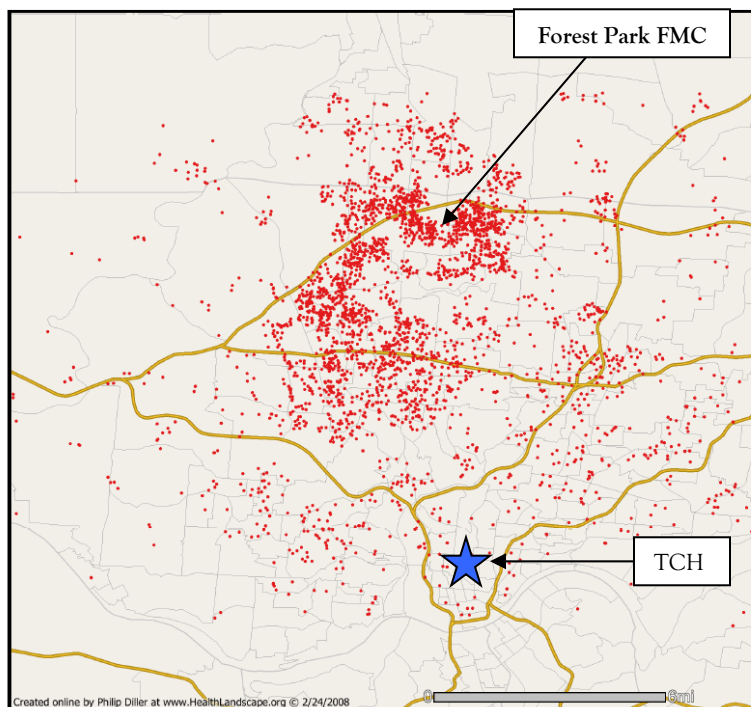 Forest Park FMC
TCH
0 6mi
Created online by Philip Diller at www.HealthLandscape.org © 2/24/2008